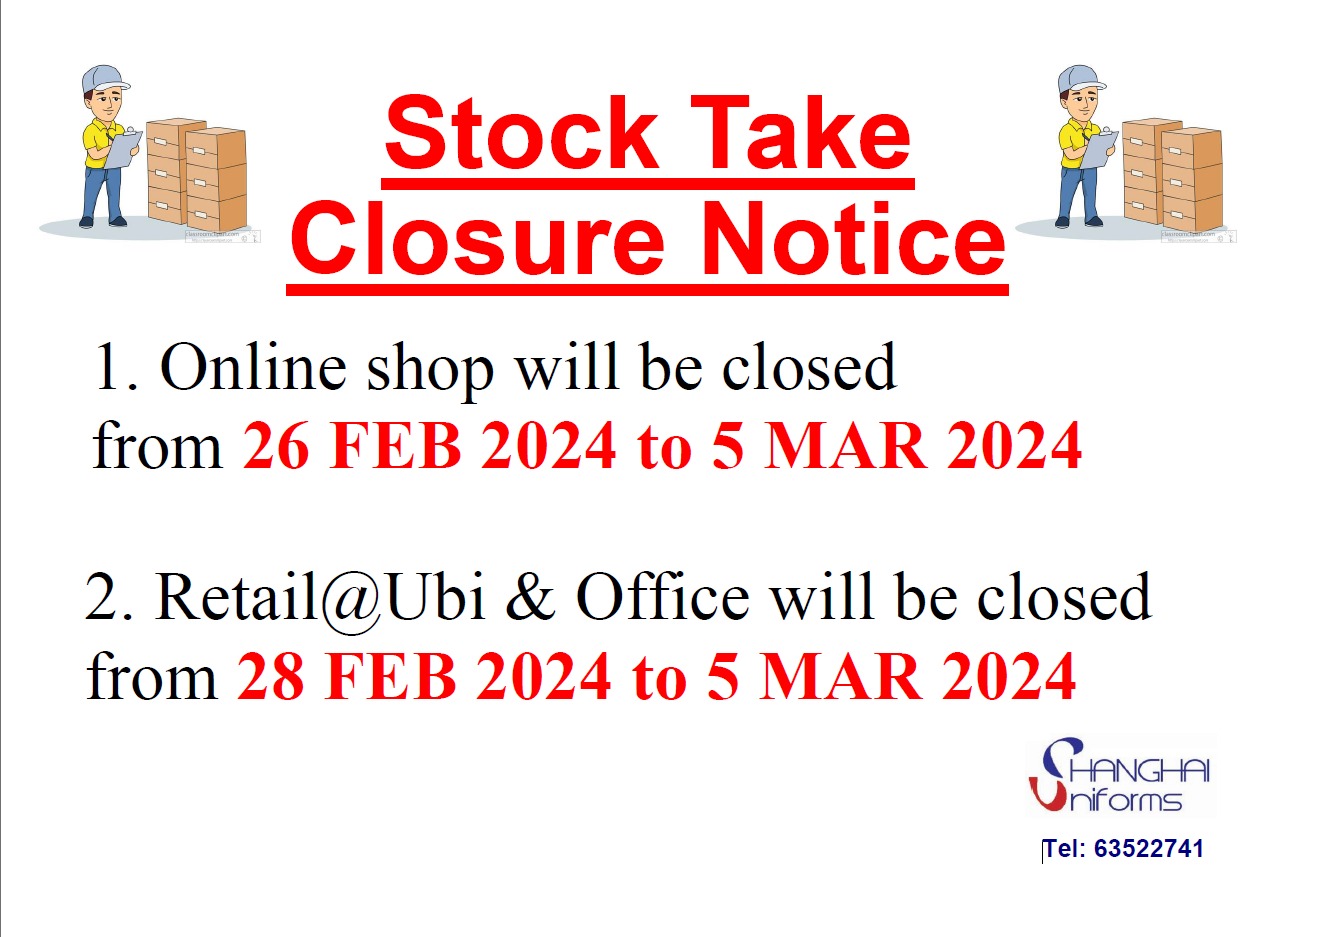 Stock Take
Closure Notice
1. Online shop will be closed
from 26 FEB 2024 to 5 MAR 2024
2. Retail@Ubi & Office will be closed
from 28 FEB 2024 to 5 MAR 2024
SHANGHAI
Uniforms
Tel: 63522741